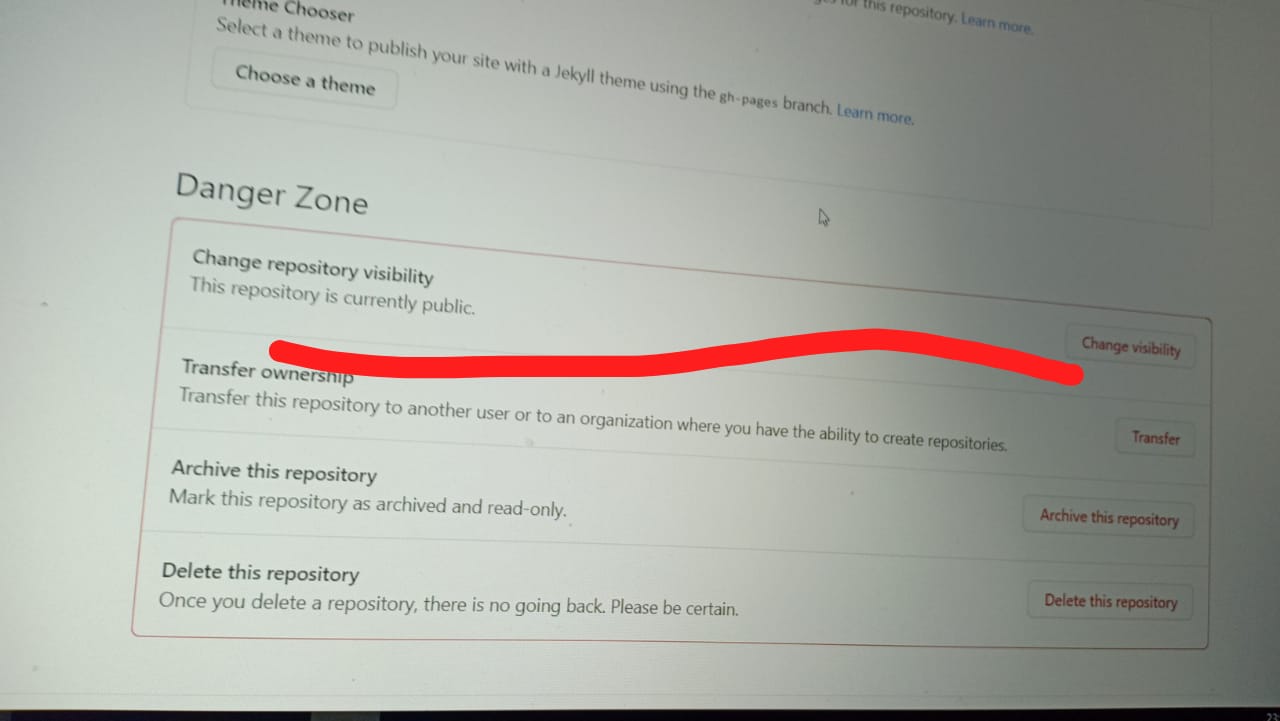 Theme Chooser
for this repository. Learn more.
Select a theme to publish your site with a Jekyll theme using the gh-pages branch. Learn more.
Choose a theme
Danger Zone
Change repository visibility
This repository is currently public.
Change visibility
Transfer ownership
Transfer this repository to another user or to an organization where you have the ability to create repositories.
Transfer
Archive this repository
Mark this repository as archived and read-only.
Archive this repository
Delete this repository
Once you delete a repository, there is no going back. Please be certain.
Delete this repository